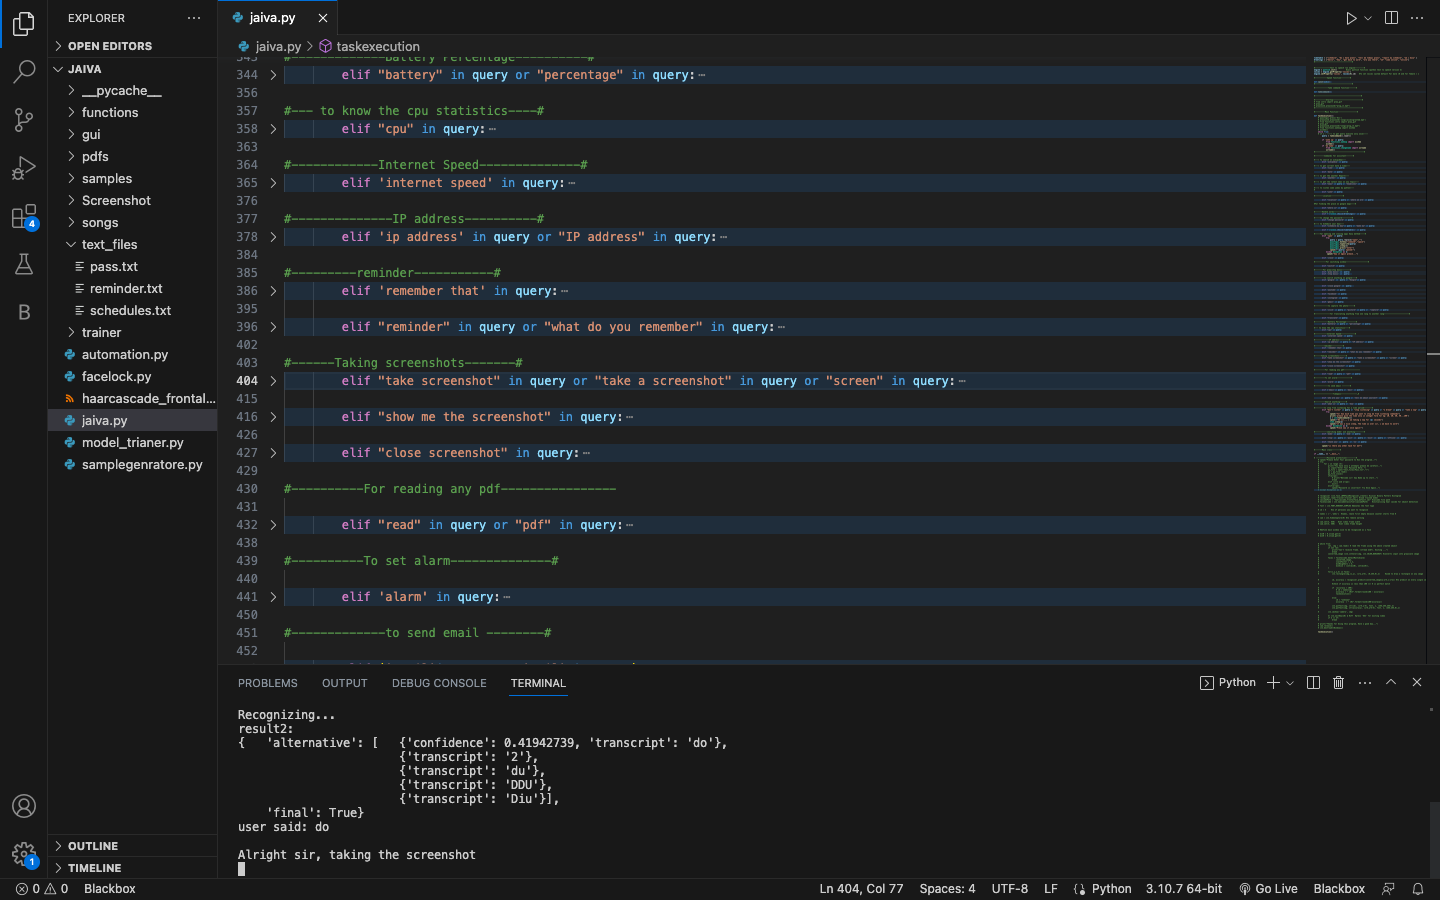 EXPLORER
OPEN EDITORS
JAIVA
__pycache__
functions
gui
pdfs
samples
Screenshot
songs
text_files
pass.txt
reminder.txt
schedules.txt
trainer
automation.py
facelock.py
haarcascade_frontal...
jaiva.py
model_trianer.py
samplegenratore.py
OUTLINE
TIMELINE
4
B
1
jaiva.py
jaiva.py > taskexecution
343 #-------------Battery Percentage----------#
344 elif "battery" in query or "percentage" in query:
356
357 #--- to know the cpu statistics----#
358 elif "cpu" in query:
363
364 #------------Internet Speed--------------#
365 elif 'internet speed' in query:
376
377 #--------------IP address----------#
378 elif 'ip address' in query or "IP address" in query:
384
385 #---------reminder-----------#
386 elif 'remember that' in query:
395
396 elif "reminder" in query or "what do you remember" in query:
402
403 #------Taking screenshots-------#
404 elif "take screenshot" in query or "take a screenshot" in query or "screen" in query:
415
416 elif "show me the screenshot" in query:
426
427 elif "close screenshot" in query:
429
430 #----------For reading any pdf----------------
431
432 elif "read" in query or "pdf" in query:
438
439 #----------To set alarm--------------#
440
441 elif 'alarm' in query:
450
451 #-------------to send email --------#
452
PROBLEMS OUTPUT DEBUG CONSOLE TERMINAL
Python
Recognizing...
result2:
{   'alternative': [   {'confidence': 0.41942739, 'transcript': 'do'},
{'transcript': '2'},
{'transcript': 'du'},
{'transcript': 'DDU'},
{'transcript': 'Diu'}],
'final': True}
user said: do
Alright sir, taking the screenshot
0 0 Blackbox
Ln 404, Col 77 Spaces: 4 UTF-8 LF Python 3.10.7 64-bit Go Live Blackbox